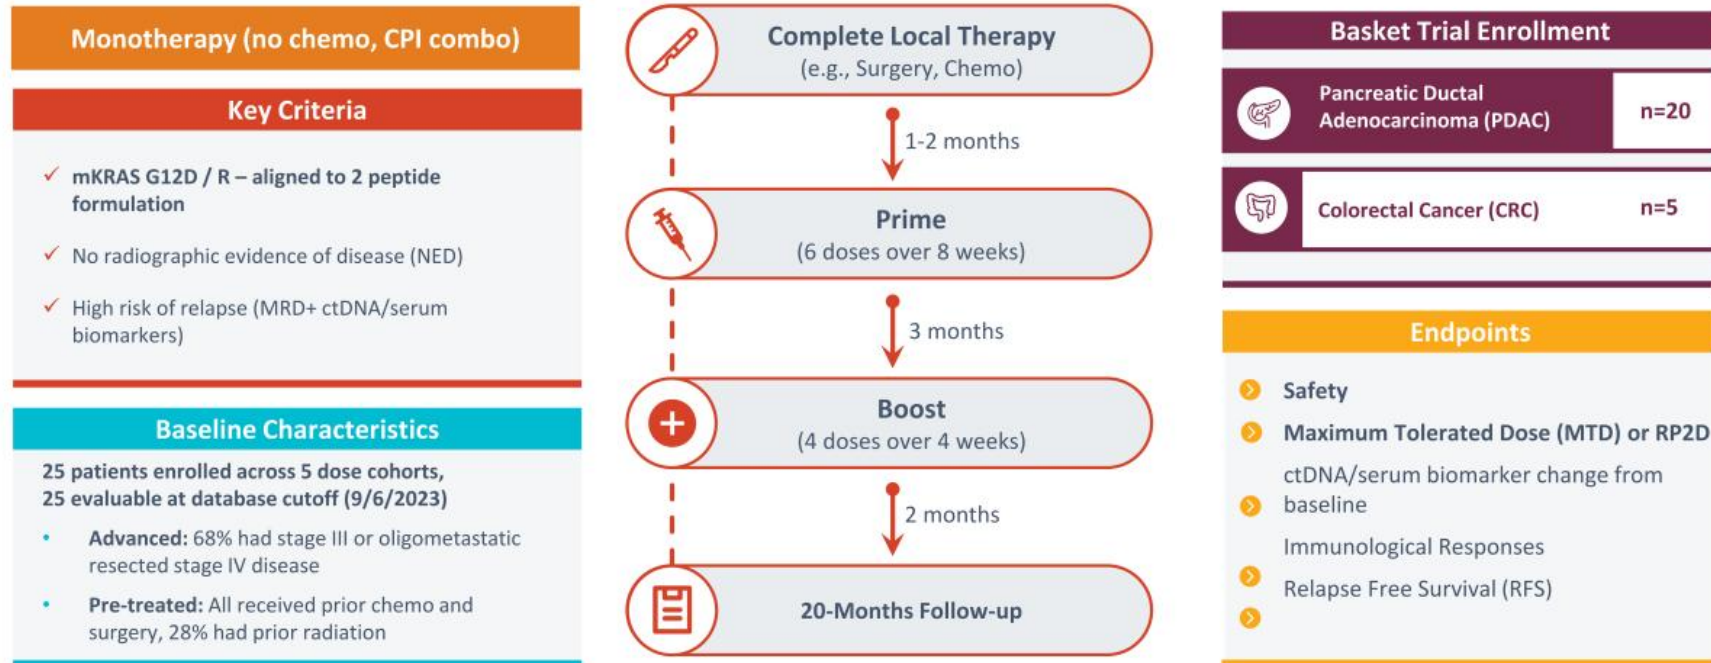 Monotherapy (no chemo, CPI combo)
Key Criteria
mKRAS G12D / R – aligned to 2 peptide
formulation
No radiographic evidence of disease (NED)
High risk of relapse (MRD+ ctDNA/serum
biomarkers)
Baseline Characteristics
25 patients enrolled across 5 dose cohorts,
25 evaluable at database cutoff (9/6/2023)
• Advanced: 68% had stage III or oligometastatic
resected stage IV disease
• Pre-treated: All received prior chemo and
surgery, 28% had prior radiation
Complete Local Therapy
(e.g., Surgery, Chemo)
1-2 months
Prime
(6 doses over 8 weeks)
3 months
Boost
(4 doses over 4 weeks)
2 months
20-Months Follow-up
Basket Trial Enrollment
Pancreatic Ductal
Adenocarcinoma (PDAC)
n=20
Colorectal Cancer (CRC)
n=5
Endpoints
Safety
Maximum Tolerated Dose (MTD) or RP2D
ctDNA/serum biomarker change from
baseline
Immunological Responses
Relapse Free Survival (RFS)